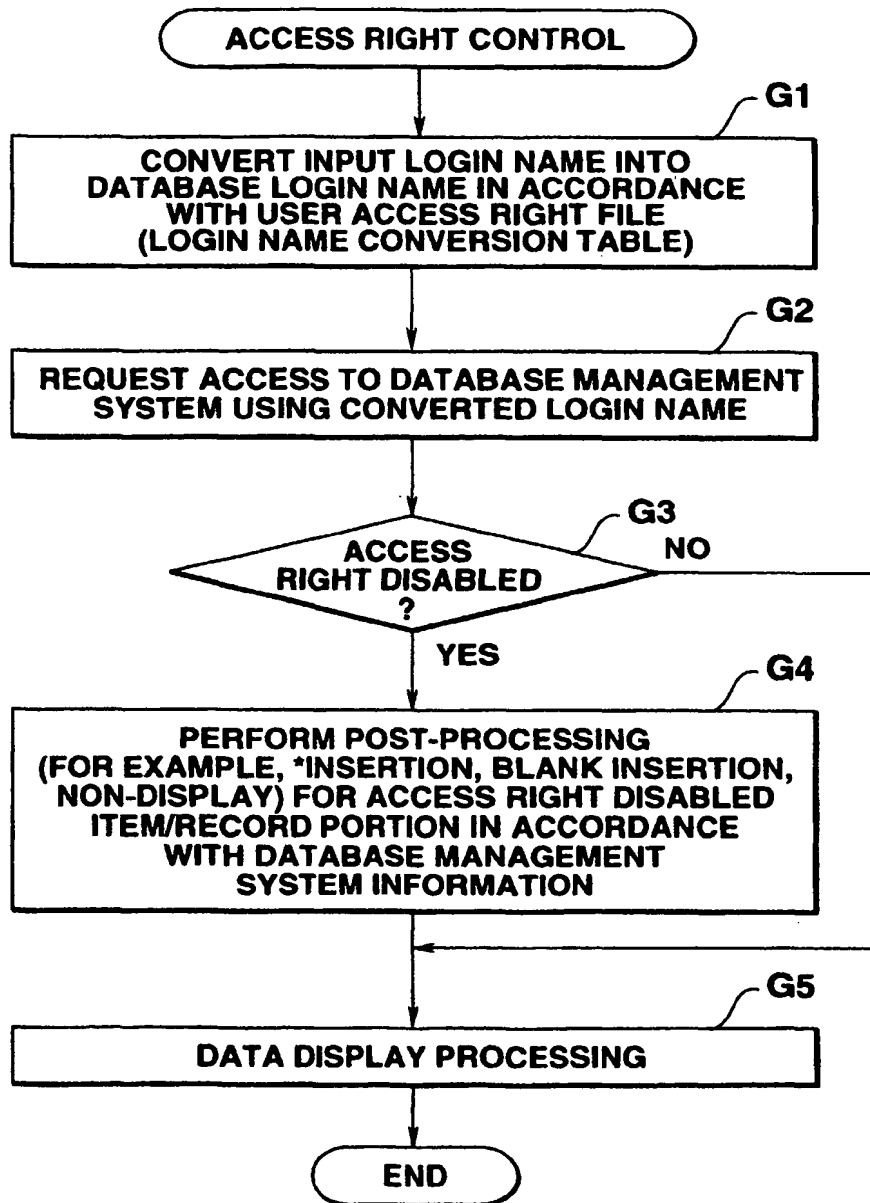 ACCESS RIGHT CONTROL
G1
CONVERT INPUT LOGIN NAME INTO
DATABASE LOGIN NAME IN ACCORDANCE
WITH USER ACCESS RIGHT FILE
(LOGIN NAME CONVERSION TABLE)
G2
REQUEST ACCESS TO DATABASE MANAGEMENT
SYSTEM USING CONVERTED LOGIN NAME
G3
ACCESS
RIGHT DISABLED
?
NO
YES
G4
PERFORM POST-PROCESSING
(FOR EXAMPLE, *INSERTION, BLANK INSERTION,
NON-DISPLAY) FOR ACCESS RIGHT DISABLED
ITEM/RECORD PORTION IN ACCORDANCE
WITH DATABASE MANAGEMENT
SYSTEM INFORMATION
G5
DATA DISPLAY PROCESSING
END